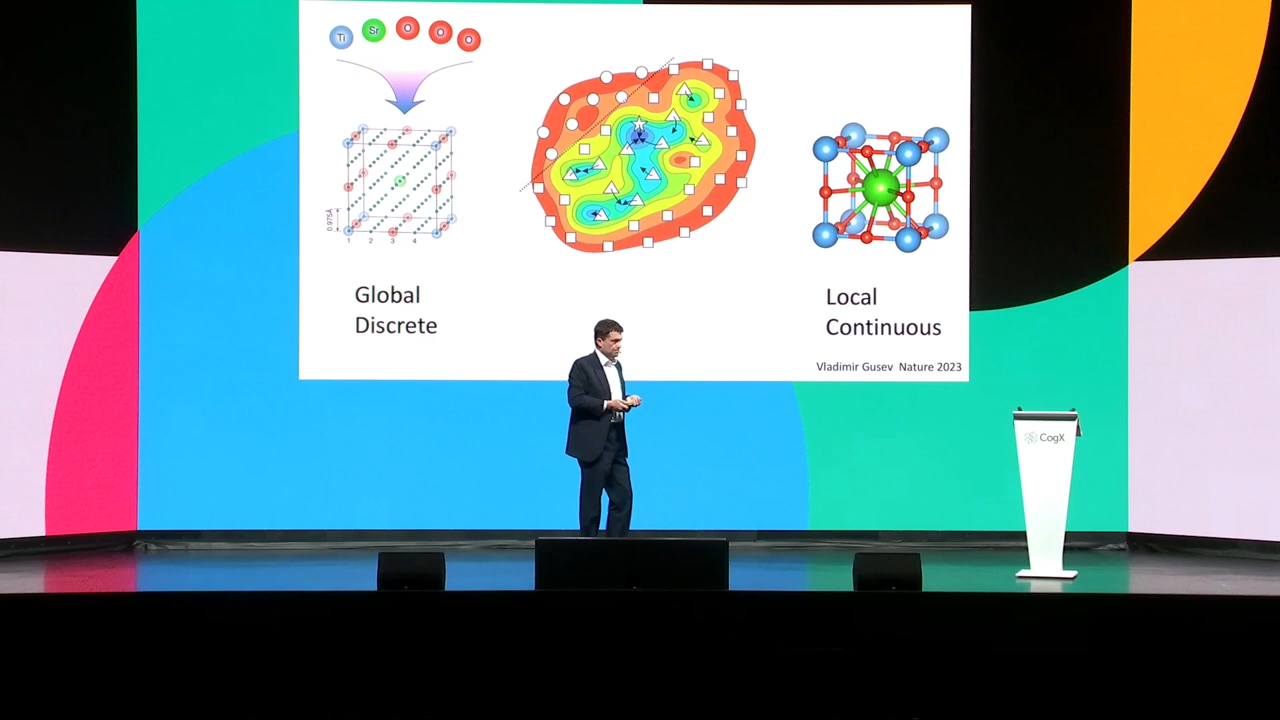 Ti
Sr
O
O
O
0.975Å
1 2 3 4
Global
Discrete
Local
Continuous
Vladimir Gusev Nature 2023
CogX